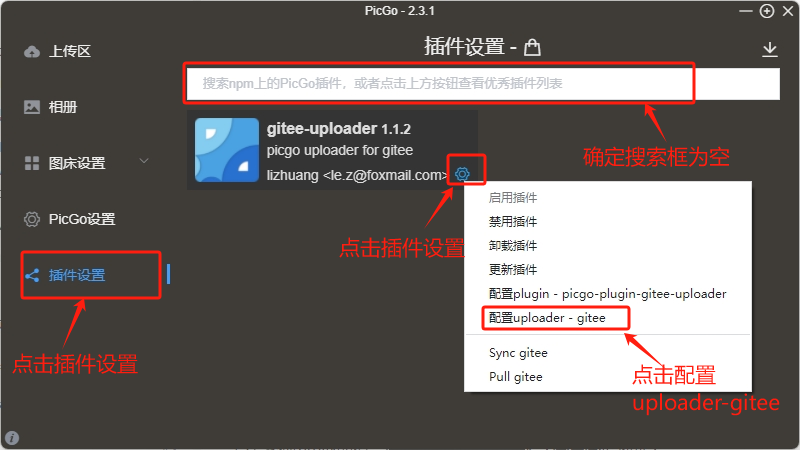 PicGo - 2.3.1
上传区
相册
图床设置
PicGo设置
插件设置
点击插件设置
插件设置 -
搜索npm上的PicGo插件，或者点击上方按钮查看优秀插件列表
确定搜索框为空
gitee-uploader 1.1.2
picgo uploader for gitee
lizhuang <le.z@foxmail.com>
点击插件设置
启用插件
禁用插件
卸载插件
更新插件
配置plugin - picgo-plugin-gitee-uploader
配置uploader - gitee
Sync gitee
Pull gitee
点击配置
uploader-gitee